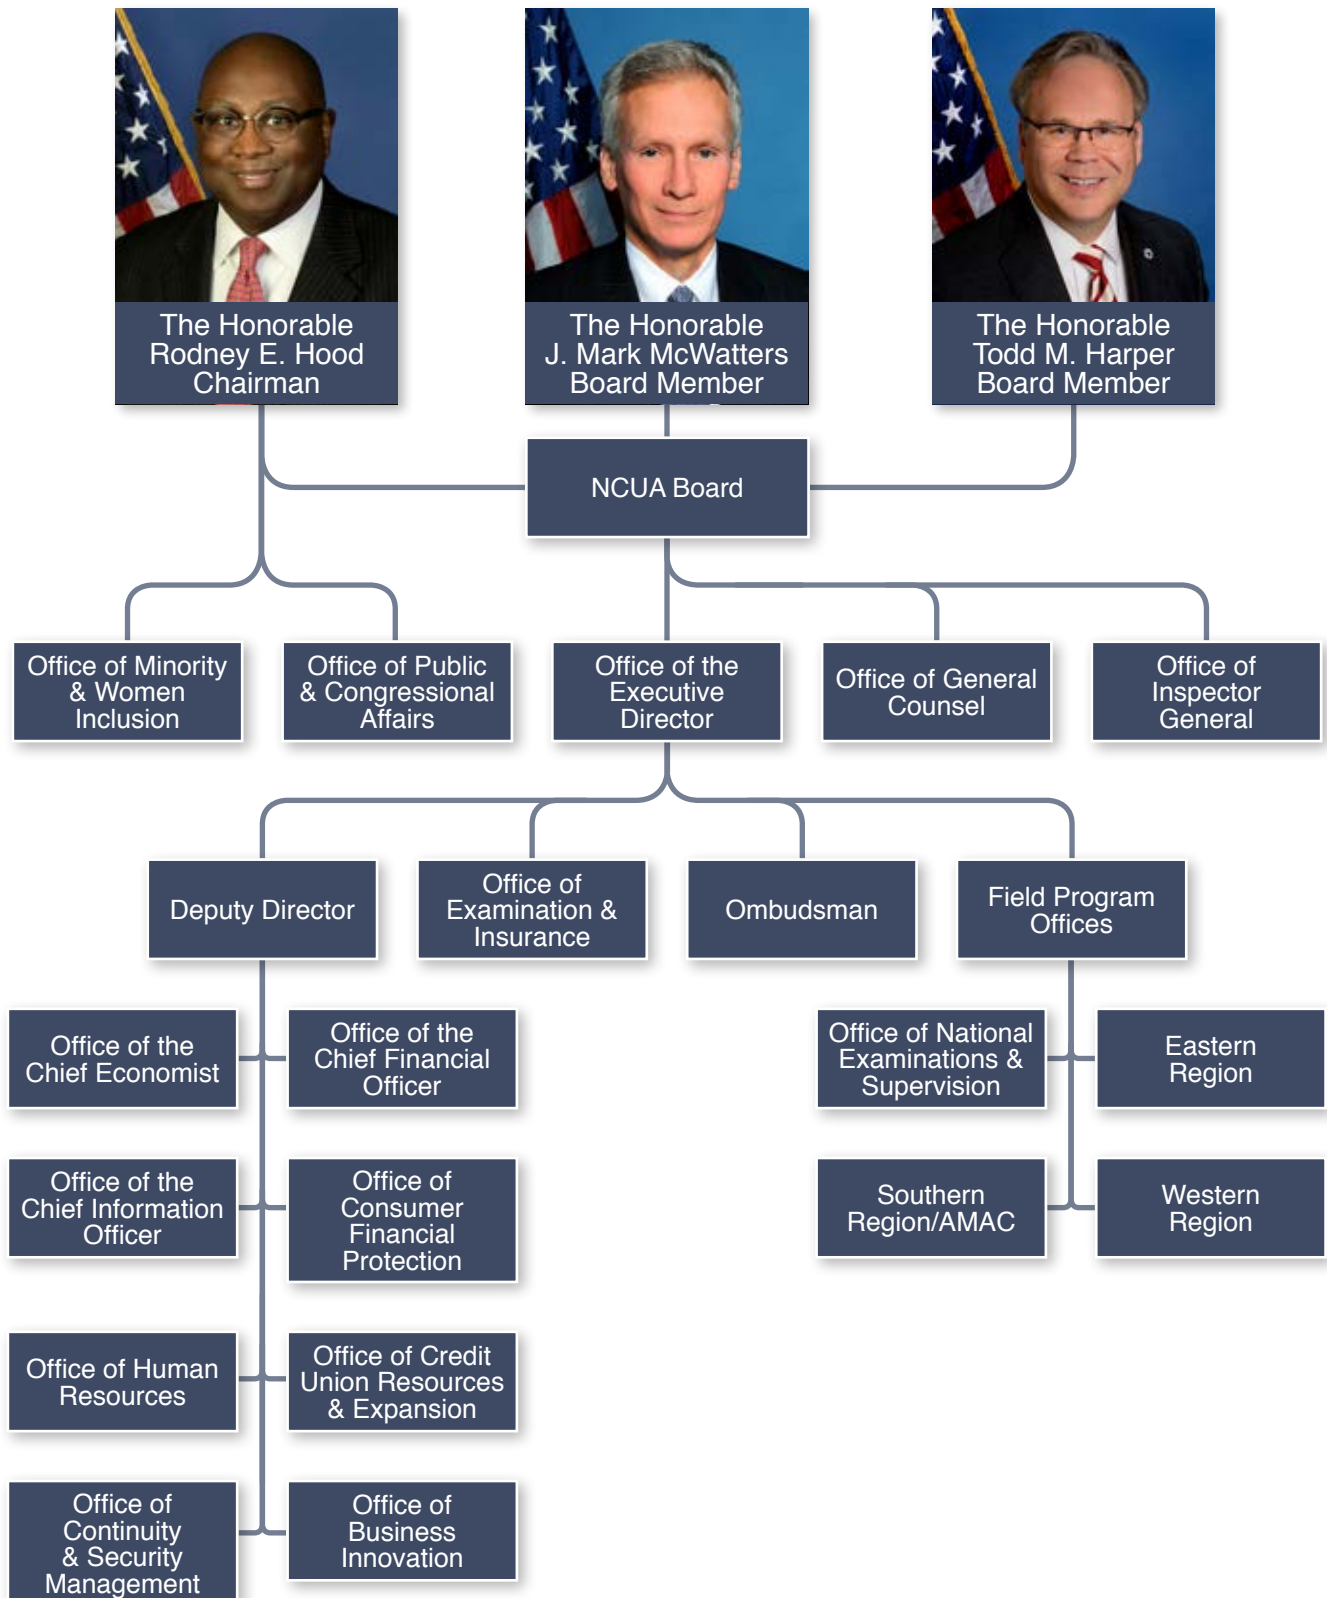 The Honorable
Rodney E. Hood
Chairman
The Honorable
J. Mark McWatters
Board Member
The Honorable
Todd M. Harper
Board Member
NCUA Board
Office of Minority
& Women
Inclusion
Office of Public
& Congressional
Affairs
Office of the
Executive
Director
Office of General
Counsel
Office of
Inspector
General
Deputy Director
Office of
Examination &
Insurance
Ombudsman
Field Program
Offices
Office of the
Chief Economist
Office of the
Chief Financial
Officer
Office of National
Examinations &
Supervision
Eastern
Region
Office of the
Chief Information
Officer
Office of
Consumer
Financial
Protection
Southern
Region/AMAC
Western
Region
Office of Human
Resources
Office of Credit
Union Resources
& Expansion
Office of
Continuity
& Security
Management
Office of
Business
Innovation